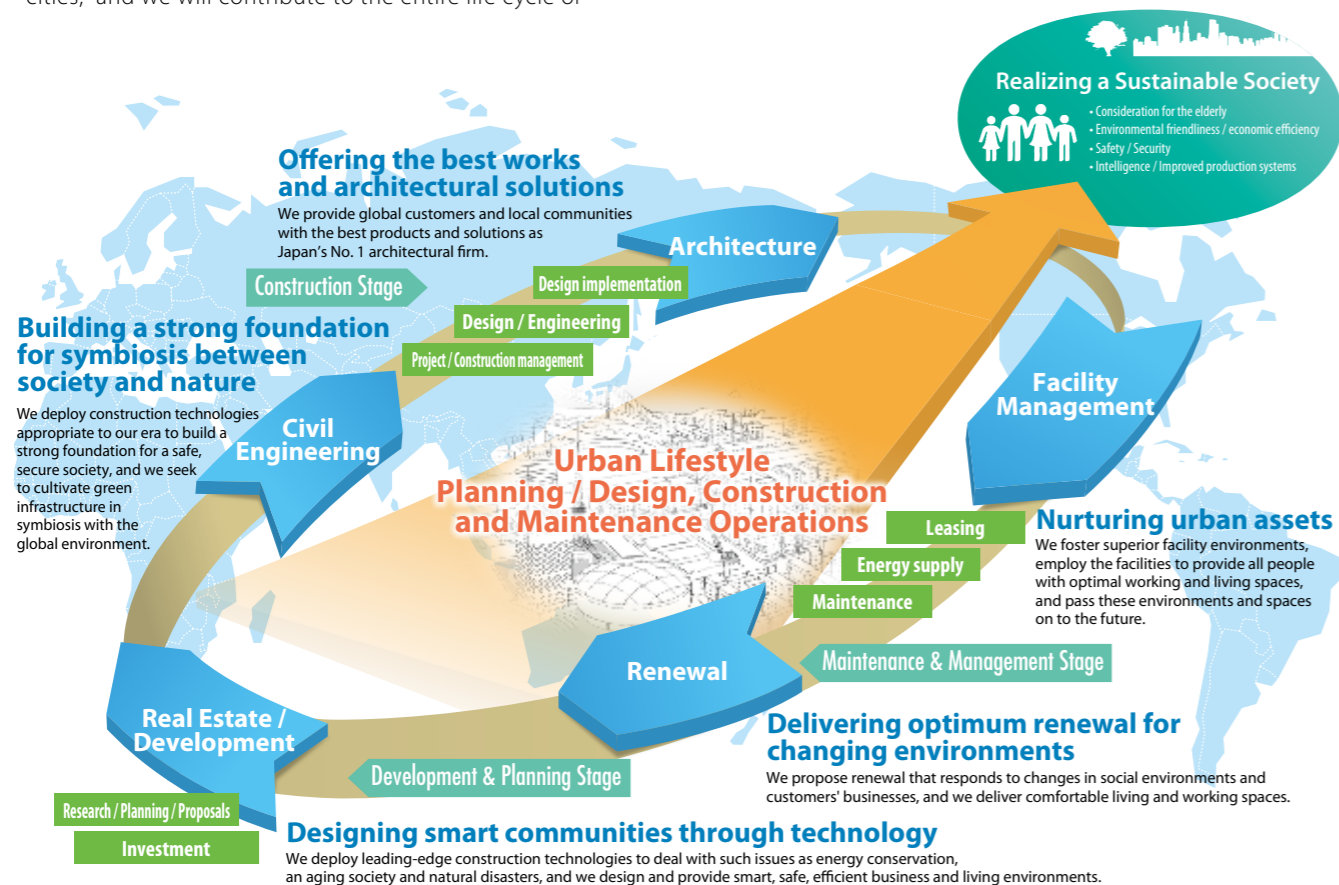 cities," and we will contribute to the entire life cycle of
Realizing a Sustainable Society
• Consideration for the elderly
• Environmental friendliness / economic efficiency
• Safety / Security
• Intelligence / Improved production systems
Offering the best works
and architectural solutions
We provide global customers and local communities
with the best products and solutions as
Japan's No. 1 architectural firm.
Architecture
Construction Stage
Design implementation
Design / Engineering
Project / Construction management
Building a strong foundation
for symbiosis between
society and nature
We deploy construction technologies
appropriate to our era to build a
strong foundation for a safe,
secure society, and we seek
to cultivate green
infrastructure in
symbiosis with the
global environment.
Civil
Engineering
Facility
Management
Urban Lifestyle
Planning / Design, Construction
and Maintenance Operations
Leasing
Energy supply
Maintenance
Nurturing urban assets
We foster superior facility environments,
employ the facilities to provide all people
with optimal working and living spaces,
and pass these environments and spaces
on to the future.
Renewal
Maintenance & Management Stage
Real Estate /
Development
Delivering optimum renewal for
changing environments
We propose renewal that responds to changes in social environments and
customers' businesses, and we deliver comfortable living and working spaces.
Development & Planning Stage
Research / Planning / Proposals
Investment
Designing smart communities through technology
We deploy leading-edge construction technologies to deal with such issues as energy conservation,
an aging society and natural disasters, and we design and provide smart, safe, efficient business and living environments.